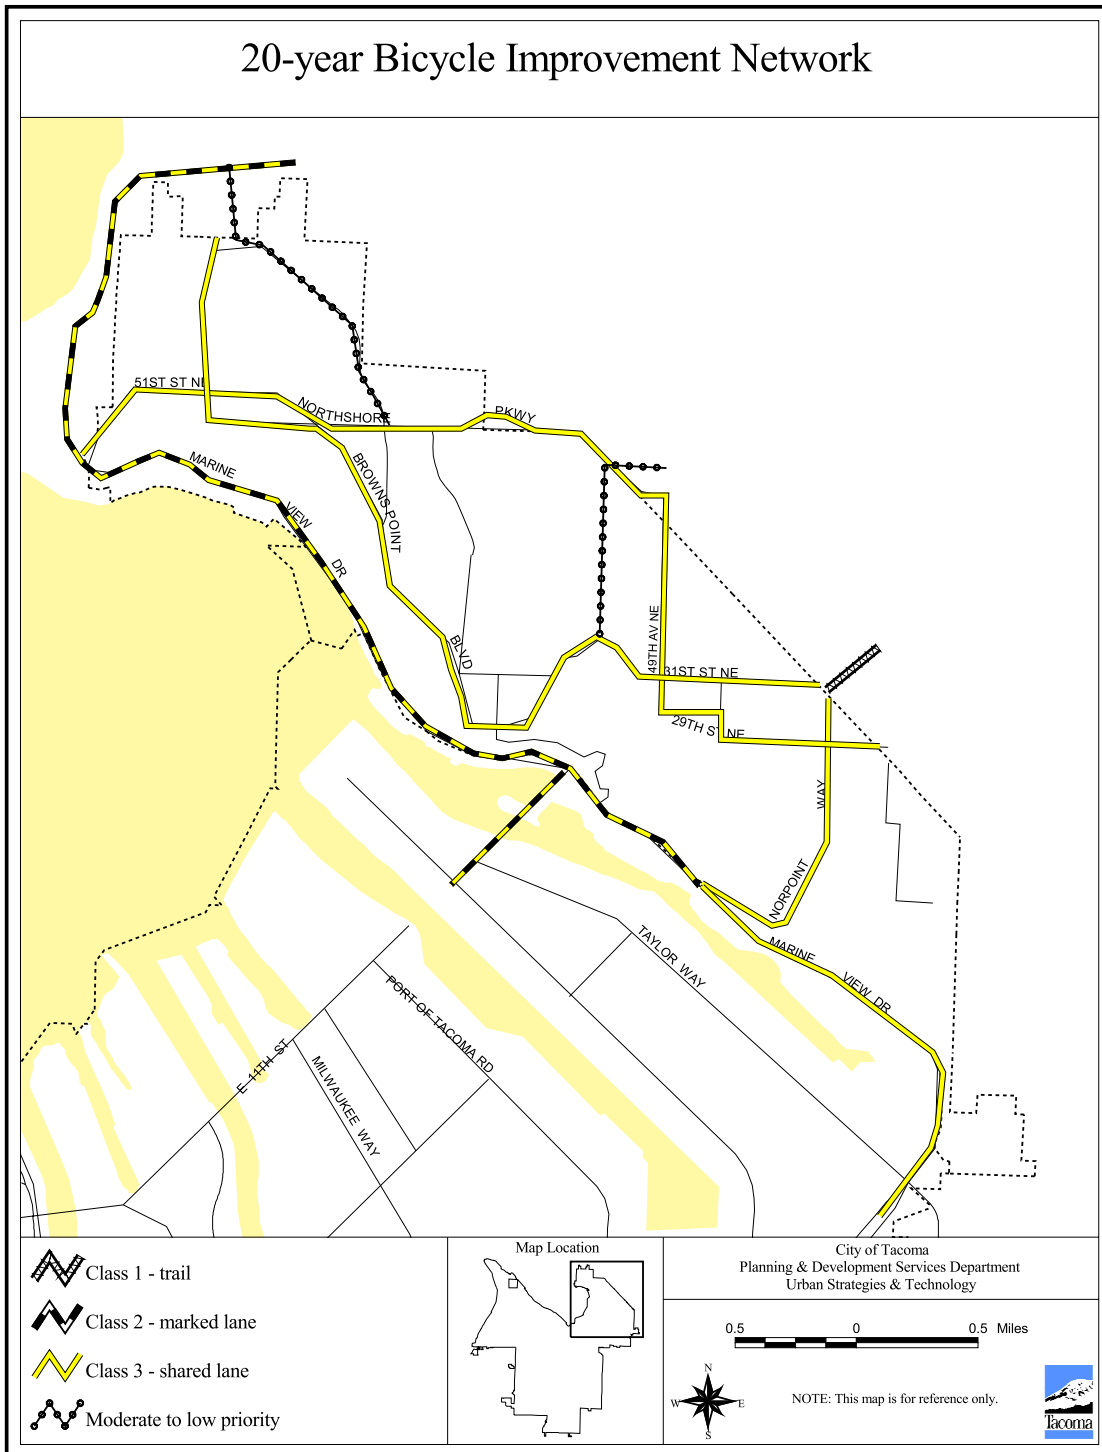 20-year Bicycle Improvement Network
51ST ST NE
NORTHSHORE
PKWY
MARINE
VIEW
DR
BROWNS POINT
BLVD
49TH AV NE
31ST ST NE
29TH ST NE
WAY
NORPOINT
MARINE
VIEW DR
TAYLOR WAY
PORT OF TACOMA RD
E 11TH ST
MILWAUKEE WAY
Class 1 - trail
Class 2 - marked lane
Class 3 - shared lane
Moderate to low priority
Map Location
City of Tacoma
Planning & Development Services Department
Urban Strategies & Technology
0.5 0 0.5 Miles
N
W E
S
NOTE: This map is for reference only.
Tacoma